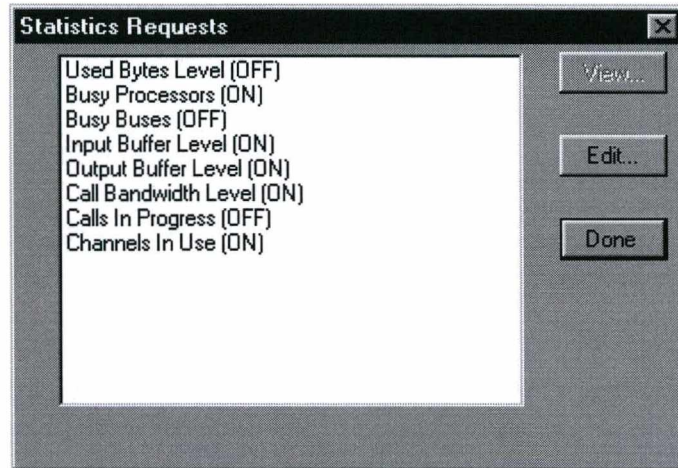 Statistics Requests
Used Bytes Level (OFF)
Busy Processors (ON)
Busy Buses (OFF)
Input Buffer Level (ON)
Output Buffer Level (ON)
Call Bandwidth Level (ON)
Calls In Progress (OFF)
Channels In Use (ON)
View...
Edit...
Done